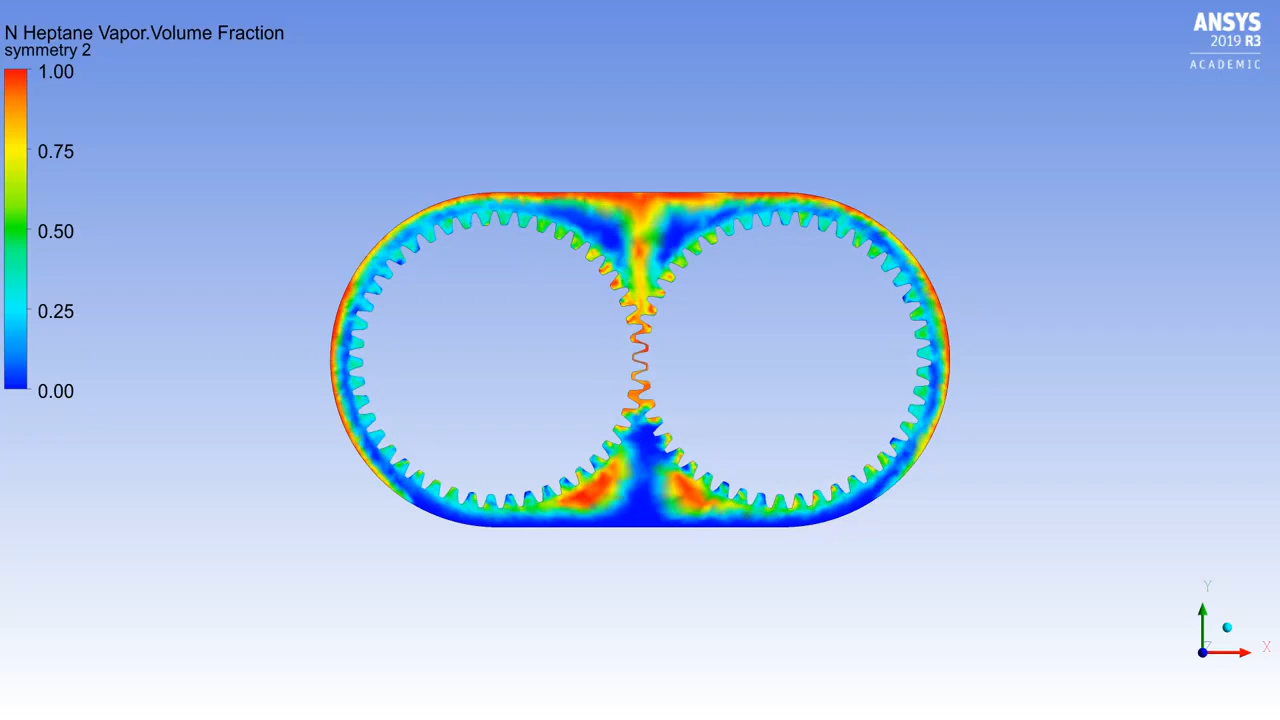 N Heptane Vapor.Volume Fraction
symmetry 2
1.00
0.75
0.50
0.25
0.00
ANSYS
2019 R3
ACADEMIC
Y
Z
X